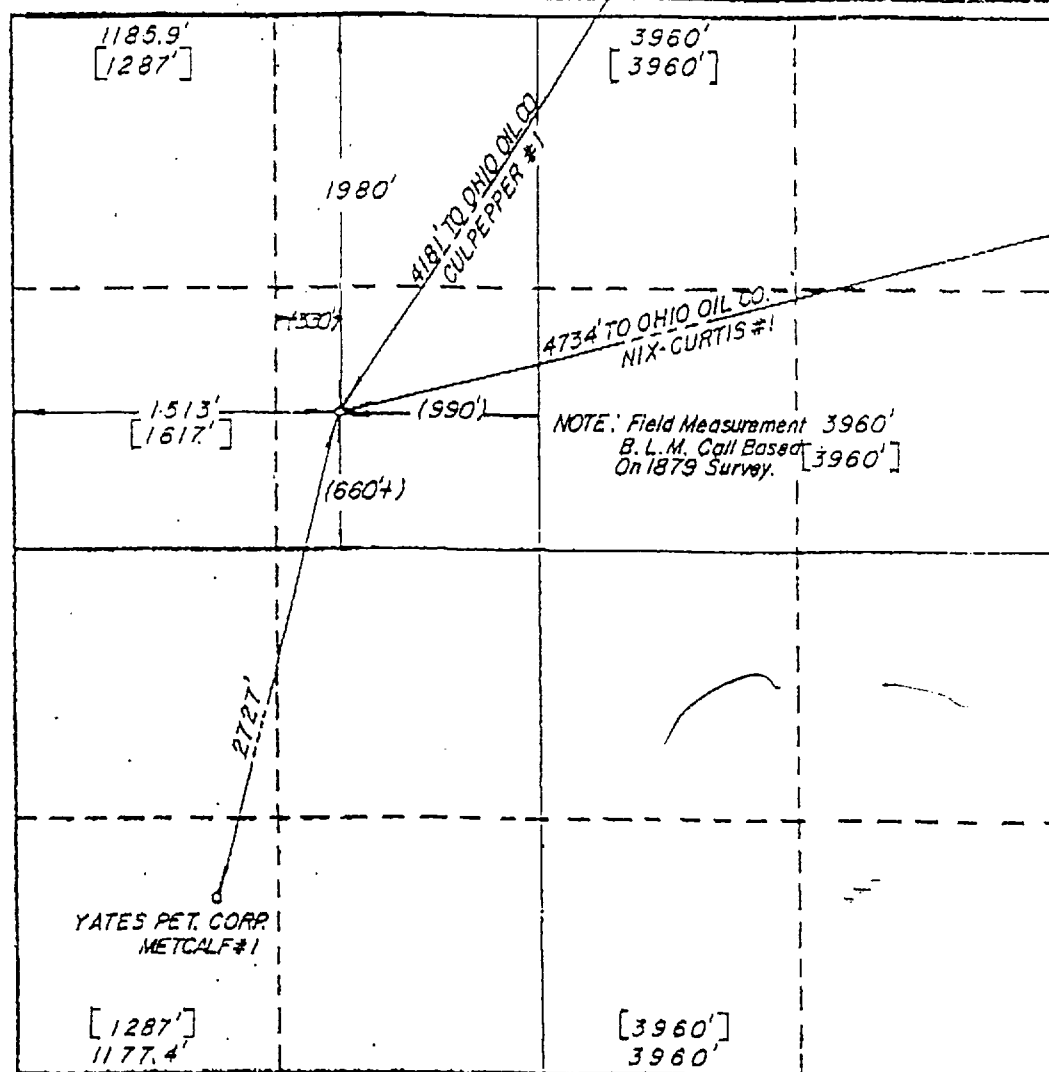 1185.9'
[1287']
3960'
[3960']
1980'
4181' TO OHIO OIL CO.
CULPEPPER #1
(330')
4734' TO OHIO OIL CO.
NIX-CURTIS #1
1513'
[1617.']
(990')
NOTE: Field Measurement 3960'
B.L.M. Call Based [3960']
On 1879 Survey.
(660'±)
2727'
YATES PET. CORP.
METCALF #1
[1287']
1177.4'
[3960']
3960'